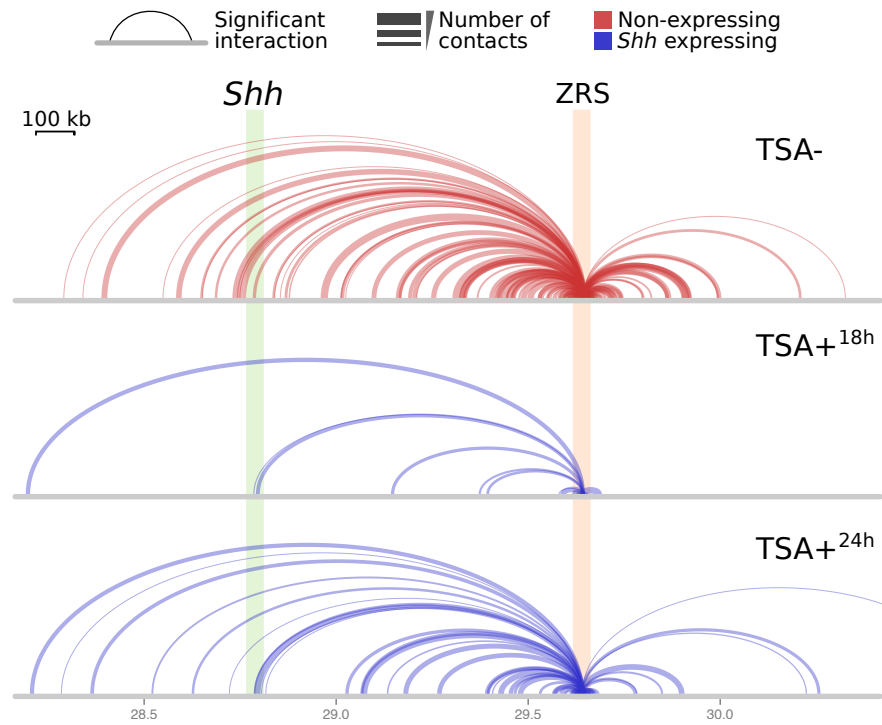 Significant interaction
Number of contacts
Non-expressing
Shh expressing
Shh
ZRS
100 kb
TSA-
TSA+18h
TSA+24h
28.5 29.0 29.5 30.0